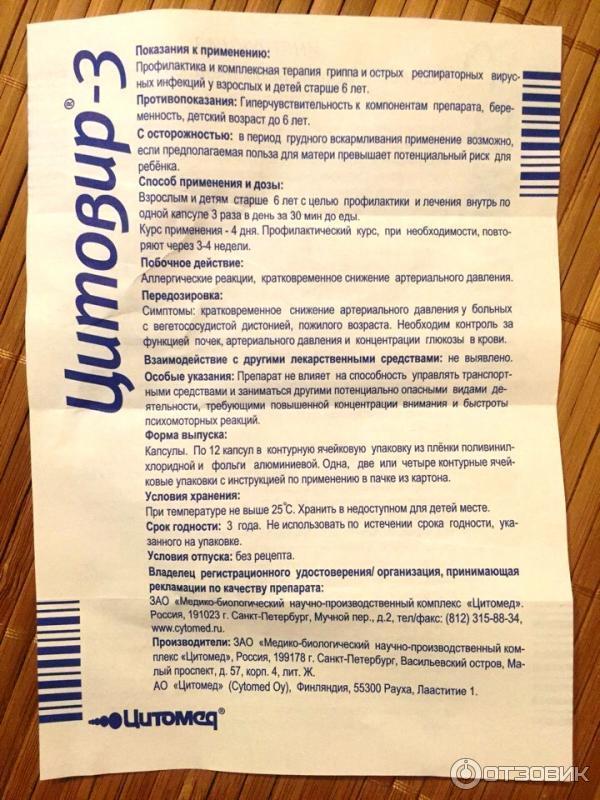 Цитовир®-3
Показания к применению:
Профилактика и комплексная терапия гриппа и острых респираторных вирус-
ных инфекций у взрослых и детей старше 6 лет.
Противопоказания: Гиперчувствительность к компонентам препарата, бере-
менность, детский возраст до 6 лет.
С осторожностью: в период грудного вскармливания применение возможно,
если предполагаемая польза для матери превышает потенциальный риск для
ребёнка.
Способ применения и дозы:
Взрослым и детям старше 6 лет с целью профилактики и лечения внутрь по
одной капсуле 3 раза в день за 30 мин до еды.
Курс применения - 4 дня. Профилактический курс, при необходимости, повто-
ряют через 3-4 недели.
Побочное действие:
Аллергические реакции, кратковременное снижение артериального давления.
Передозировка:
Симптомы: кратковременное снижение артериального давления у больных
с вегетососудистой дистонией, пожилого возраста. Необходим контроль за
функцией почек, артериального давления и концентрации глюкозы в крови.
Взаимодействие с другими лекарственными средствами: не выявлено.
Особые указания: Препарат не влияет на способность управлять транспорт-
ными средствами и заниматься другими потенциально опасными видами де-
ятельности, требующими повышенной концентрации внимания и быстроты
психомоторных реакций.
Форма выпуска:
Капсулы. По 12 капсул в контурную ячейковую упаковку из плёнки поливинил-
хлоридной и фольги алюминиевой. Одна, две или четыре контурные ячей-
ковые упаковки с инструкцией по применению в пачке из картона.
Условия хранения:
При температуре не выше 25°С. Хранить в недоступном для детей месте.
Срок годности: 3 года. Не использовать по истечении срока годности, ука-
занного на упаковке.
Условия отпуска: без рецепта.
Владелец регистрационного удостоверения/ организация, принимающая
рекламации по качеству препарата:
ЗАО «Медико-биологический научно-производственный комплекс «Цитомед».
Россия, 191023 г. Санкт-Петербург, Мучной пер., д.2, тел/факс: (812) 315-88-34,
www.cytomed.ru.
Производители: ЗАО «Медико-биологический научно-производственный ком-
плекс «Цитомед», Россия, 199178 г. Санкт-Петербург, Васильевский остров, Ма-
лый проспект, д. 57, корп. 4, лит. Ж.
АО «Цитомед» (Cytomed Oy), Финляндия, 55300 Рауха, Лааститие 1.
Цитомед®
ОТЗОВИК